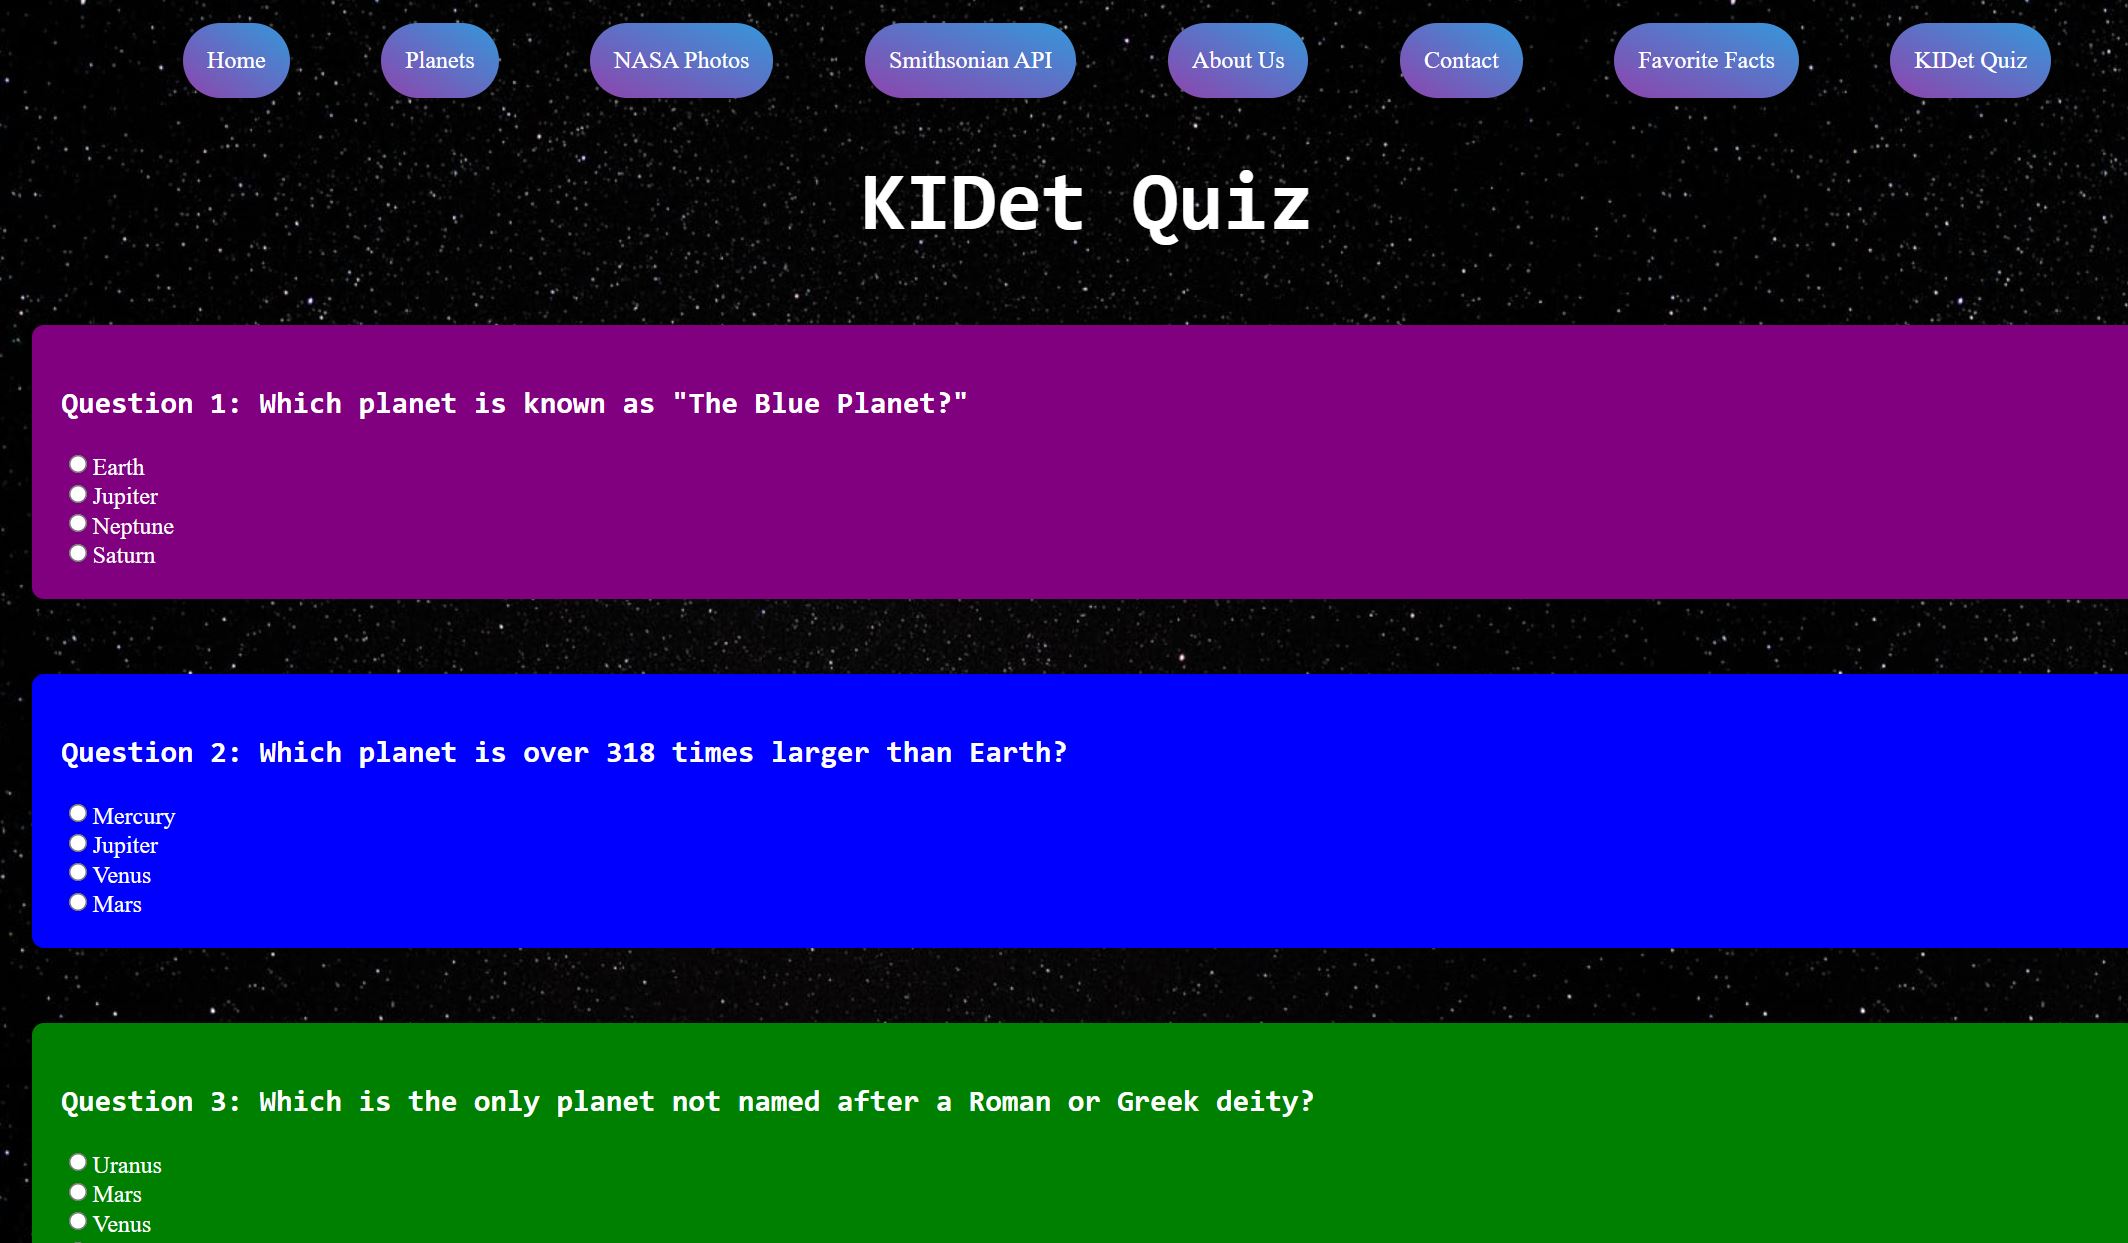 Home Planets NASA Photos Smithsonian API About Us Contact Favorite Facts KIDet Quiz
KIDet Quiz
Question 1: Which planet is known as "The Blue Planet?"
Earth
Jupiter
Neptune
Saturn
Question 2: Which planet is over 318 times larger than Earth?
Mercury
Jupiter
Venus
Mars
Question 3: Which is the only planet not named after a Roman or Greek deity?
Uranus
Mars
Venus